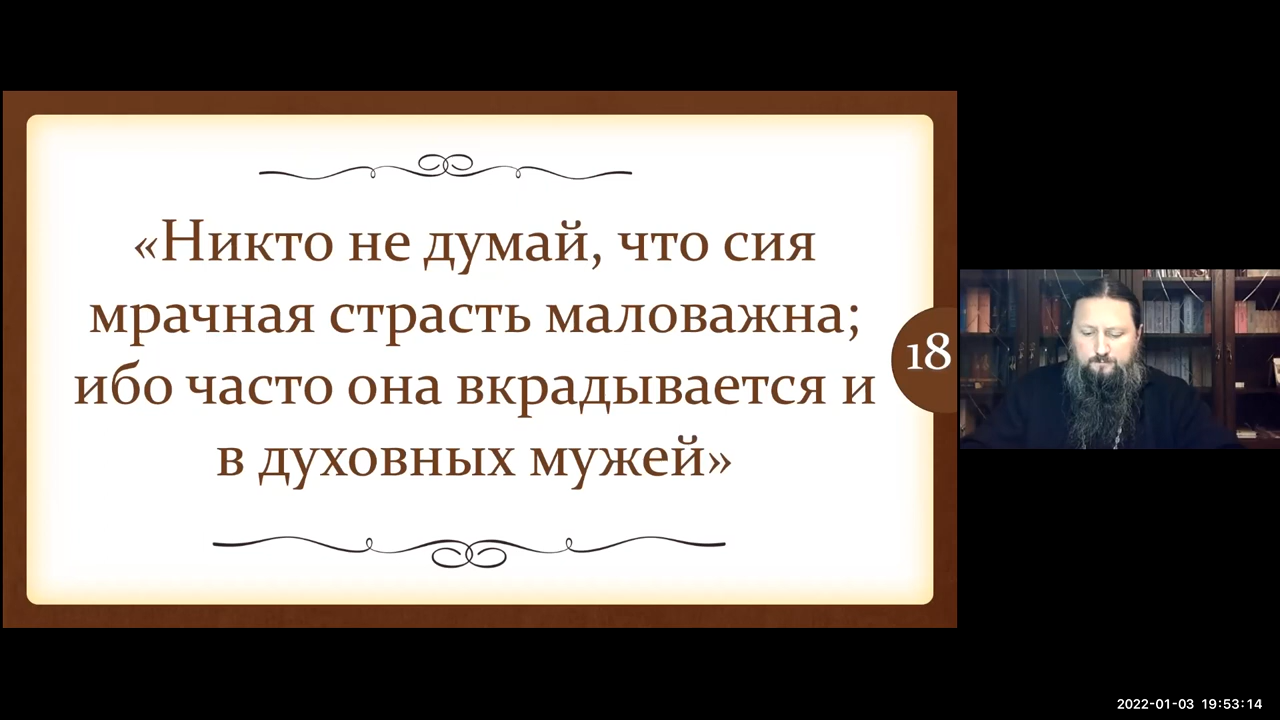 «Никто не думай, что сия
мрачная страсть маловажна;
ибо часто она вкрадывается и
в духовных мужей»
18
2022-01-03 19:53:14